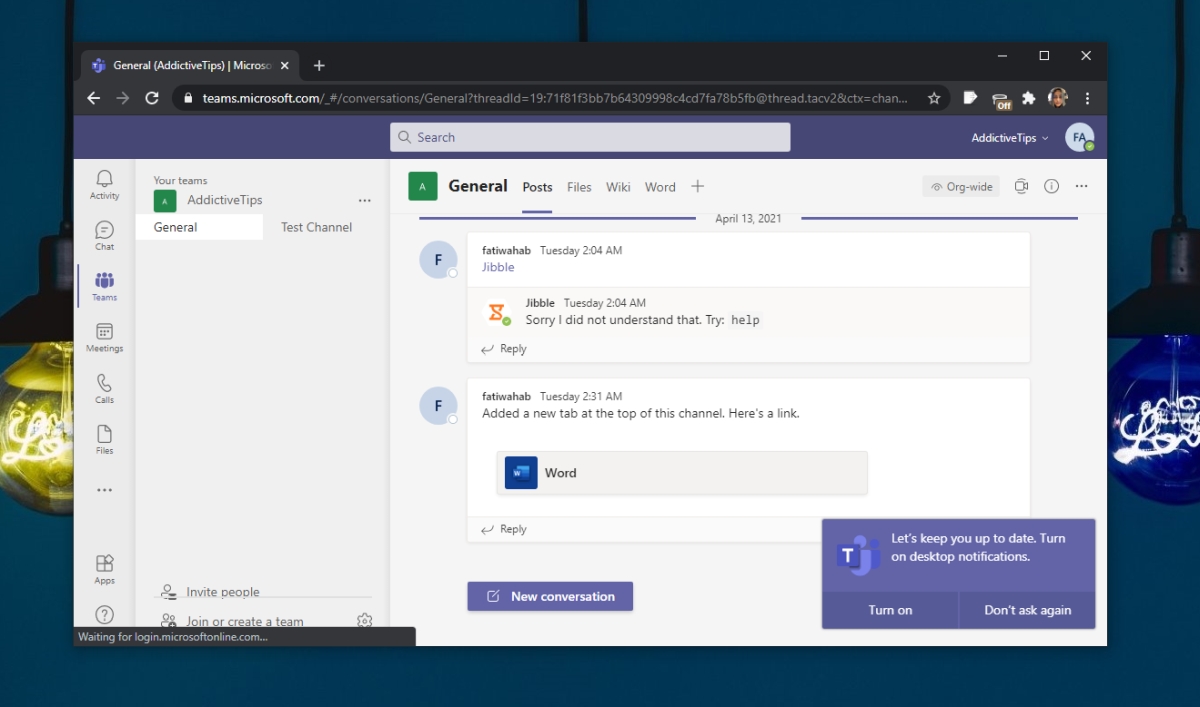 General (AddictiveTips) | Microso
teams.microsoft.com/_#/conversations/General?threadId=19:71f81f3bb7b64309998c4cd7fa78b5fb@thread.tacv2&ctx=chan...
Off
Search
AddictiveTips
FA
Activity
Chat
Teams
Meetings
Calls
Files
Apps
Your teams
A
AddictiveTips
General
Test Channel
Invite people
Join or create a team
A
General
Posts
Files
Wiki
Word
Org-wide
April 13, 2021
F
fatiwahab Tuesday 2:04 AM
Jibble
Jibble Tuesday 2:04 AM
Sorry I did not understand that. Try: help
Reply
F
fatiwahab Tuesday 2:31 AM
Added a new tab at the top of this channel. Here's a link.
W
Word
Reply
New conversation
T
Let's keep you up to date. Turn
on desktop notifications.
Turn on
Don't ask again
Waiting for login.microsoftonline.com...